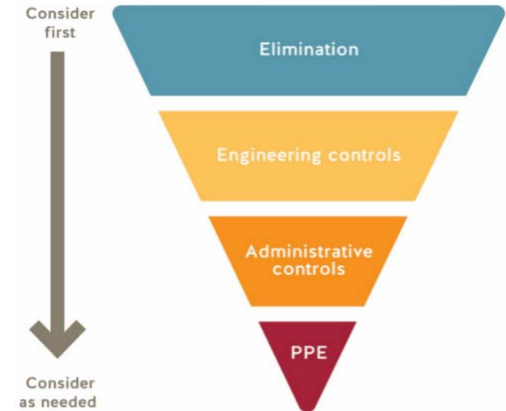 Consider
first
Elimination
Engineering controls
Administrative
controls
PPE
Consider
as needed